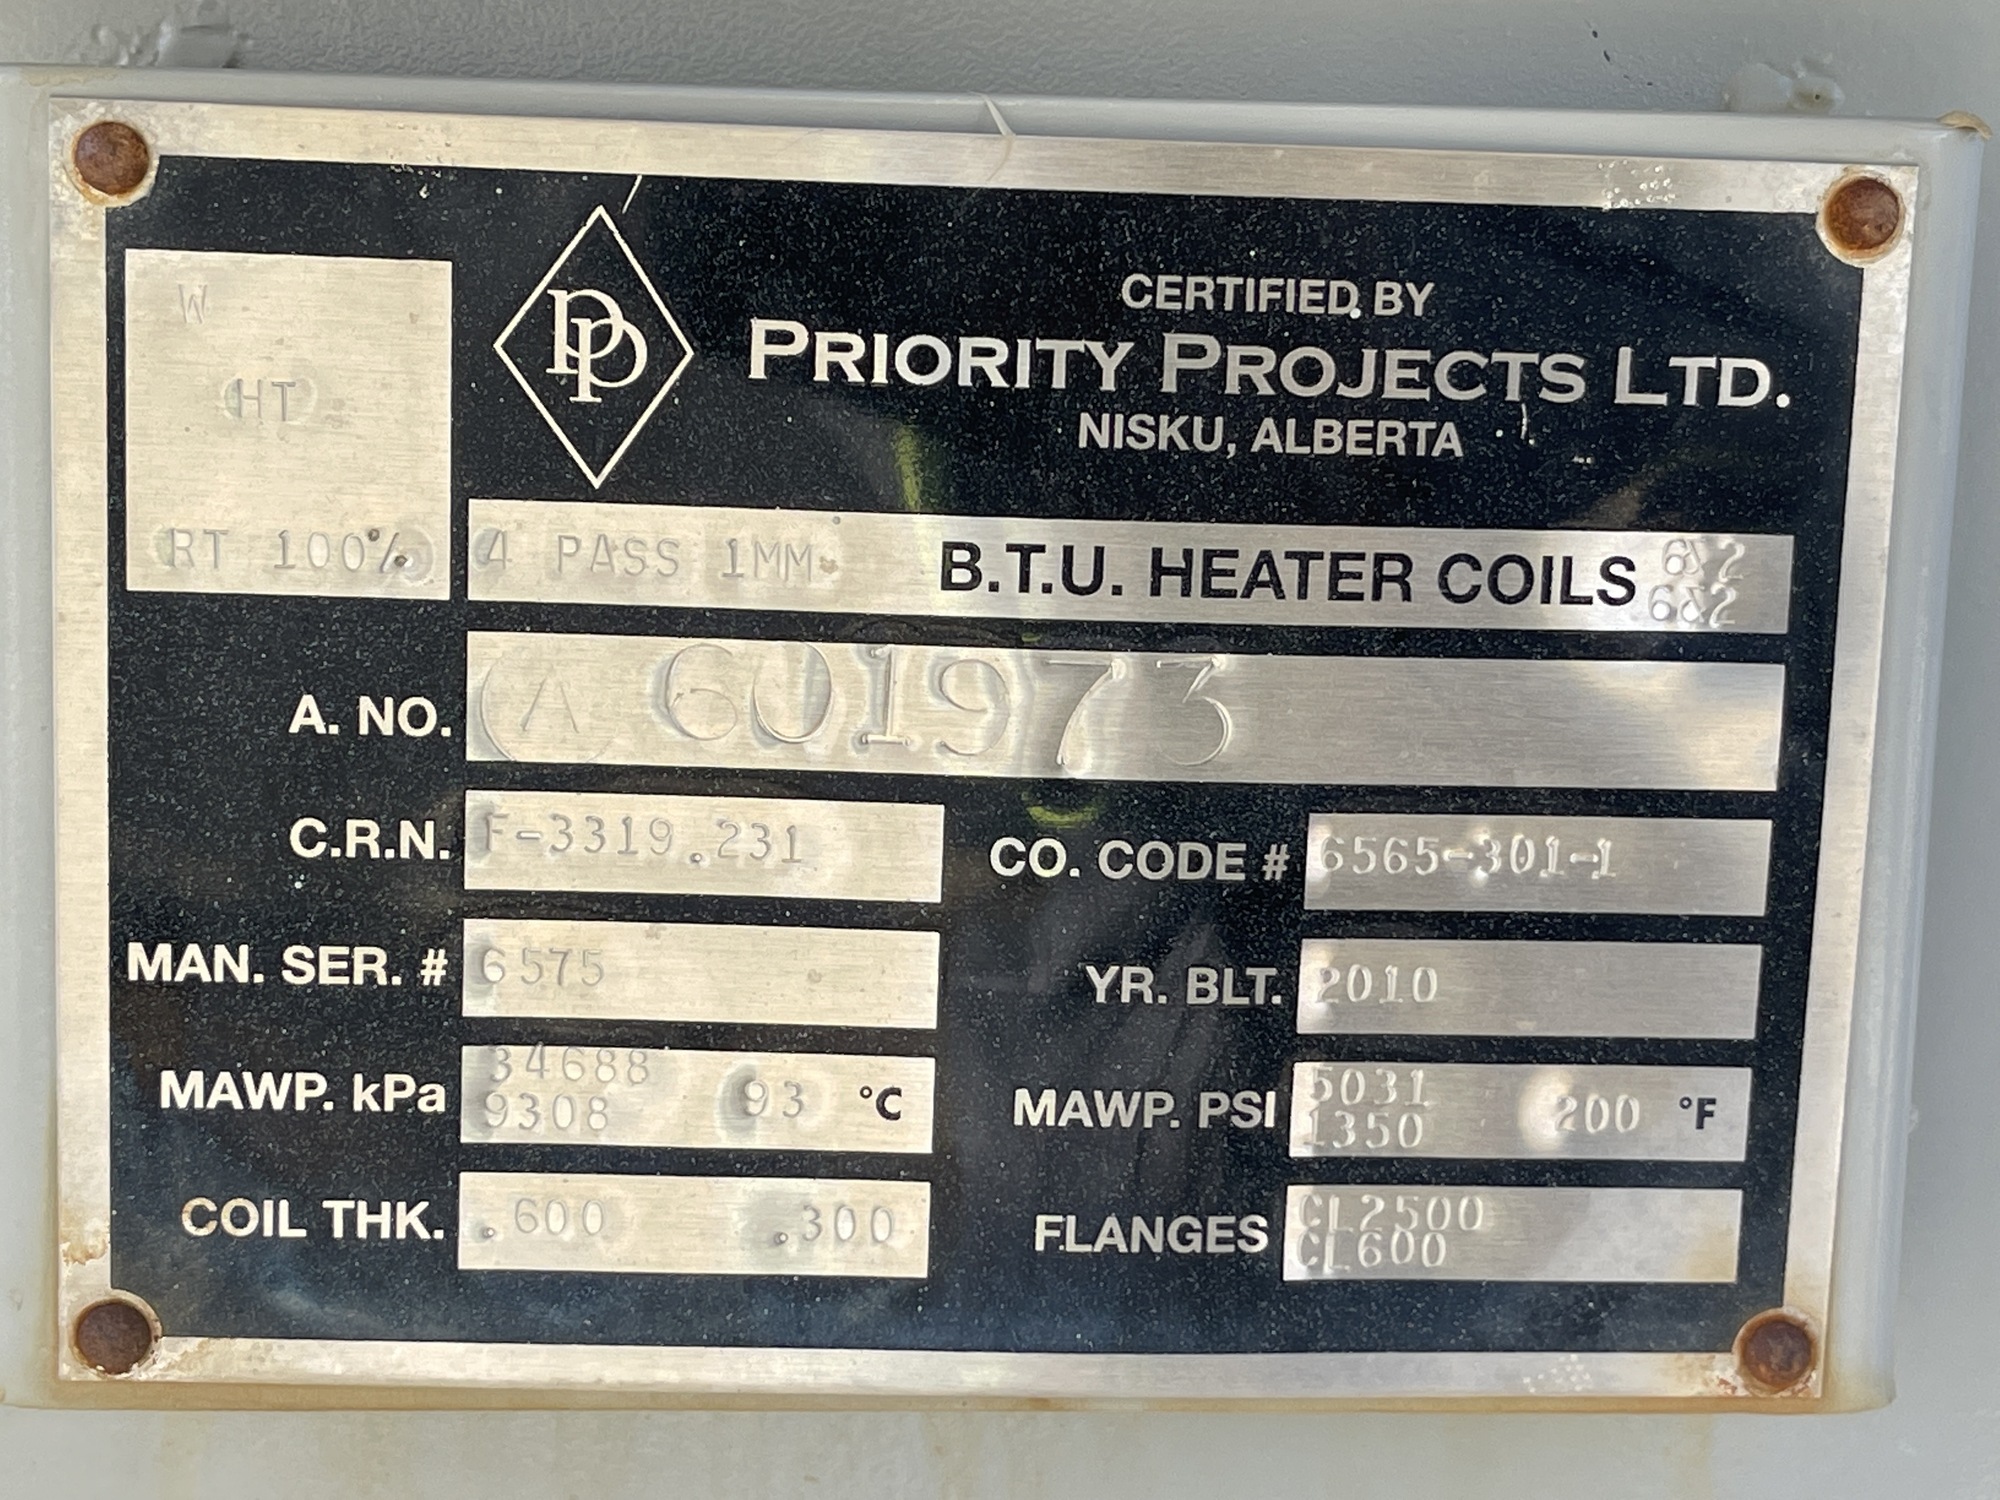 W
HT
RT 100%
PP
CERTIFIED BY
PRIORITY PROJECTS LTD.
NISKU, ALBERTA
4 PASS 1MM B.T.U. HEATER COILS
A. NO. A 601973
C.R.N. F-3319.231
CO. CODE # 6565-301-1
MAN. SER. # 6575
YR. BLT. 2010
MAWP. kPa 34688 93 °C
9308
MAWP. PSI 5031 200 °F
1350
COIL THK. .600 .300
FLANGES CL2500
CL600